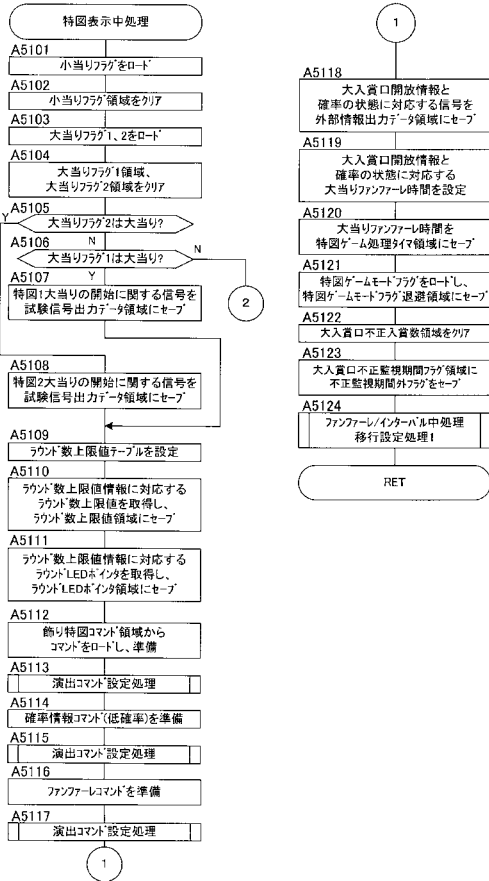 特図表示中処理
A5101
小当りフラグをロード
A5102
小当りフラグ領域をクリア
A5103
大当りフラグ1、2をロード
A5104
大当りフラグ1領域、
大当りフラグ2領域をクリア
A5105
Y
大当りフラグ2は大当り?
N
A5106
N
大当りフラグ1は大当り?
Y
2
A5107
特図1大当りの開始に関する信号を
試験信号出力データ領域にセーブ
A5108
特図2大当りの開始に関する信号を
試験信号出力データ領域にセーブ
A5109
ラウンド数上限値テーブルを設定
A5110
ラウンド数上限値情報に対応する
ラウンド数上限値を取得し、
ラウンド数上限値領域にセーブ
A5111
ラウンド数上限値情報に対応する
ラウンドLEDポインタを取得し、
ラウンドLEDポインタ領域にセーブ
A5112
飾り特図コマンド領域から
コマンドをロードし、準備
A5113
演出コマンド設定処理
A5114
確率情報コマンド(低確率)を準備
A5115
演出コマンド設定処理
A5116
ファンファーレコマンドを準備
A5117
演出コマンド設定処理
1
1
A5118
大入賞口開放情報と
確率の状態に対応する信号を
外部情報出力データ領域にセーブ
A5119
大入賞口開放情報と
確率の状態に対応する
大当りファンファーレ時間を設定
A5120
大当りファンファーレ時間を
特図ゲーム処理タイマ領域にセーブ
A5121
特図ゲームモードフラグをロードし、
特図ゲームモードフラグ退避領域にセーブ
A5122
大入賞口不正入賞数領域をクリア
A5123
大入賞口不正監視期間フラグ領域に
不正監視期間外フラグをセーブ
A5124
ファンファーレ/インターバル中処理
移行設定処理1
RET